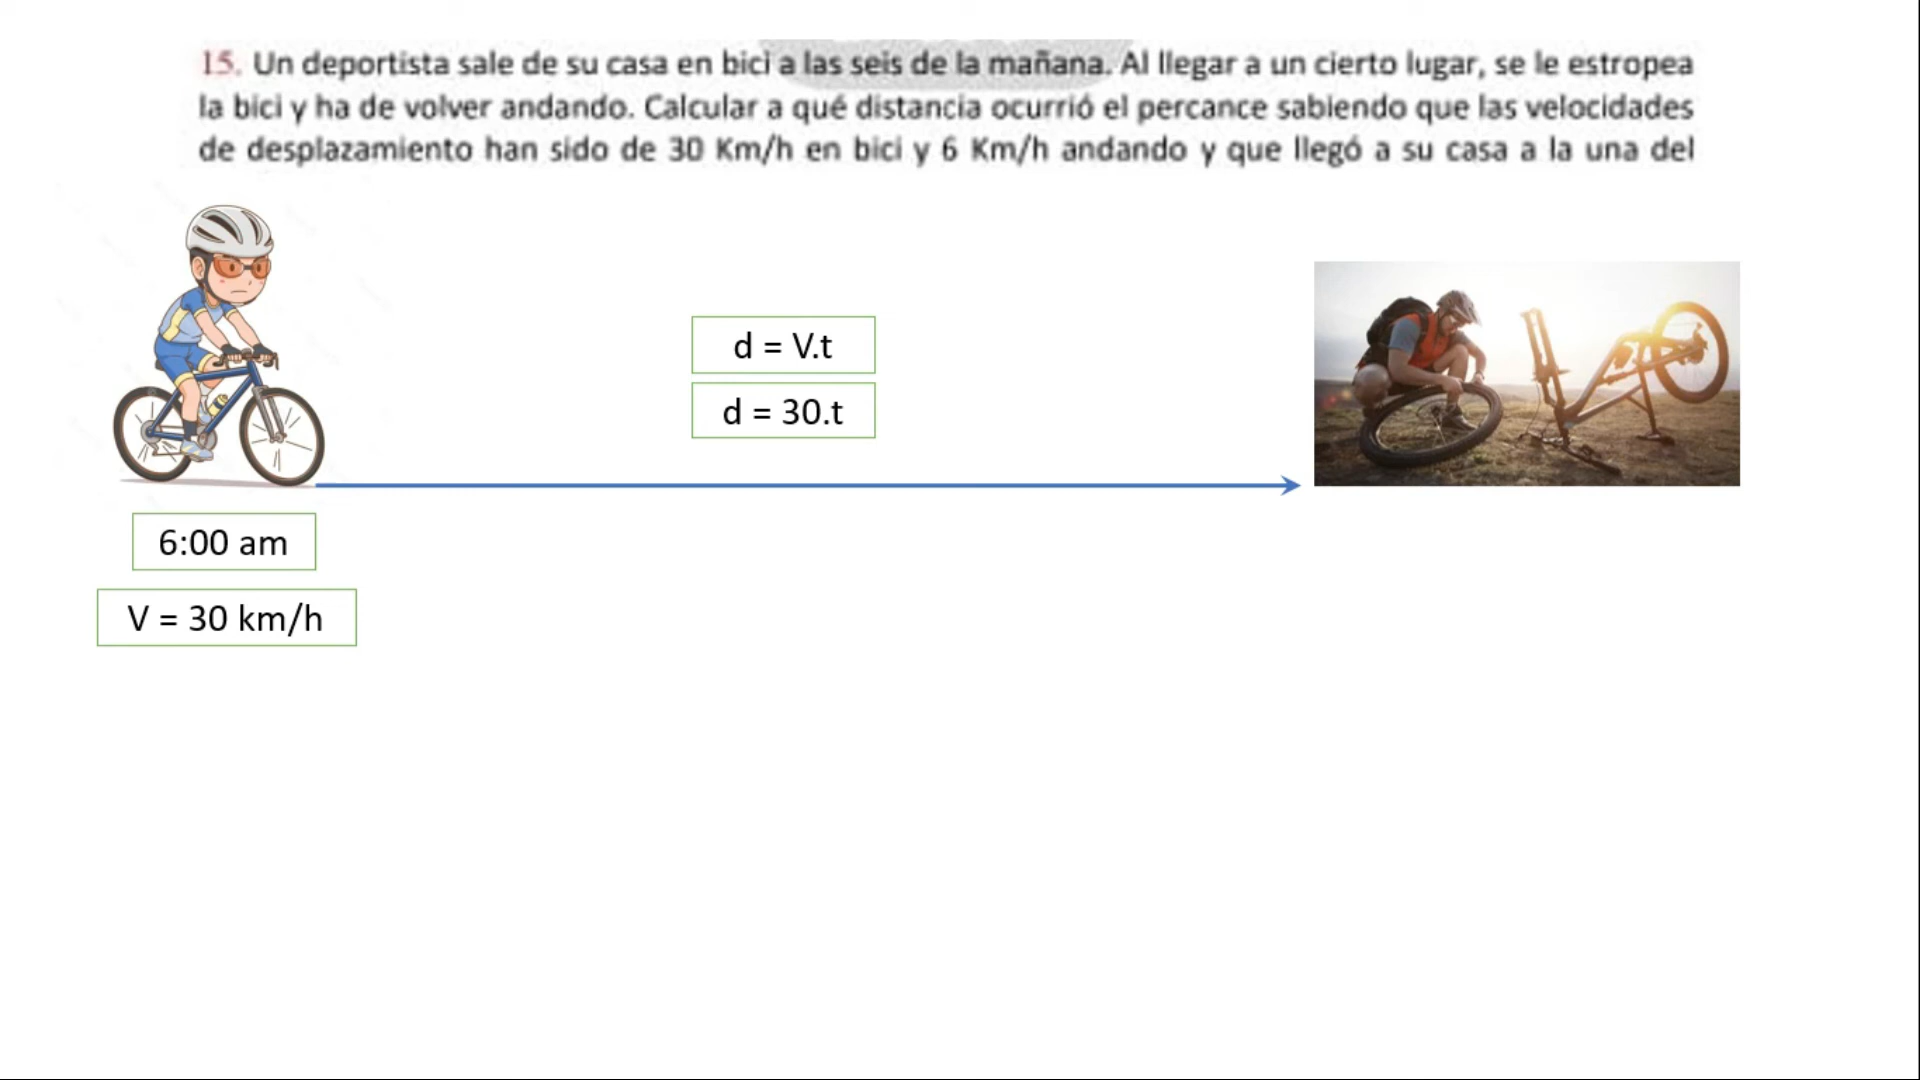 15. Un deportista sale de su casa en bici a las seis de la mañana. Al llegar a un cierto lugar, se le estropea
la bici y ha de volver andando. Calcular a qué distancia ocurrió el percance sabiendo que las velocidades
de desplazamiento han sido de 30 Km/h en bici y 6 Km/h andando y que llegó a su casa a la una del
d = V.t
d = 30.t
6:00 am
V = 30 km/h